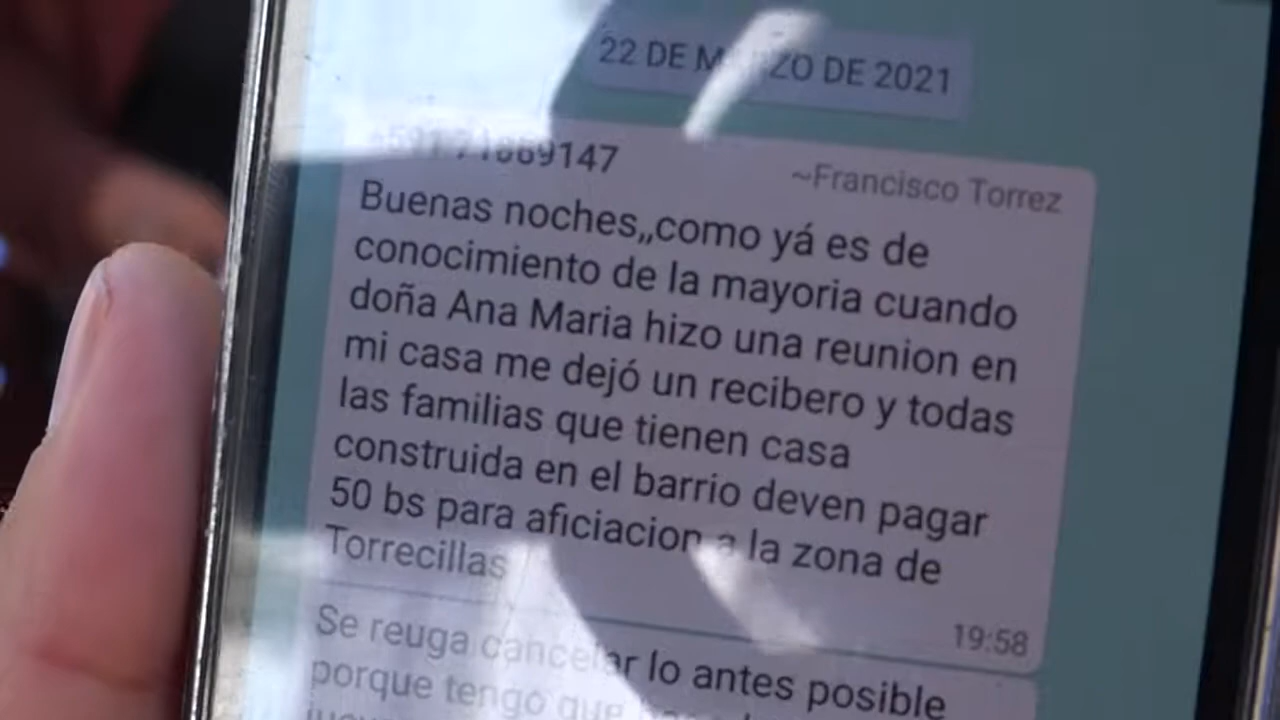 22 DE MARZO DE 2021
~Francisco Torrez
Buenas noches,,como yá es de
conocimiento de la mayoria cuando
doña Ana Maria hizo una reunion en
mi casa me dejó un recibero y todas
las familias que tienen casa
construida en el barrio deven pagar
50 bs para aficiacion a la zona de
Torrecillas
19:58
Se reuga cancelar lo antes posible
porque tengo que